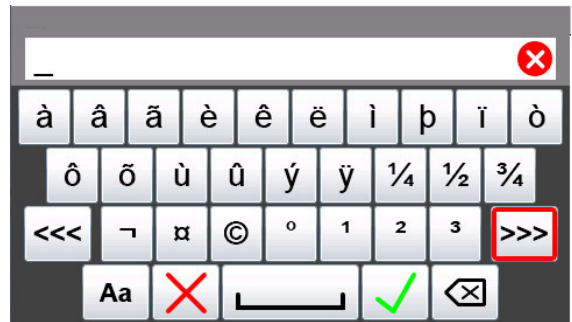 _
à â ã è ê ë ì þ ï ò
ô õ ù û ý ÿ ¼ ½ ¾
<<< ¬ ¤ © º ¹ ² ³ >>>
Aa